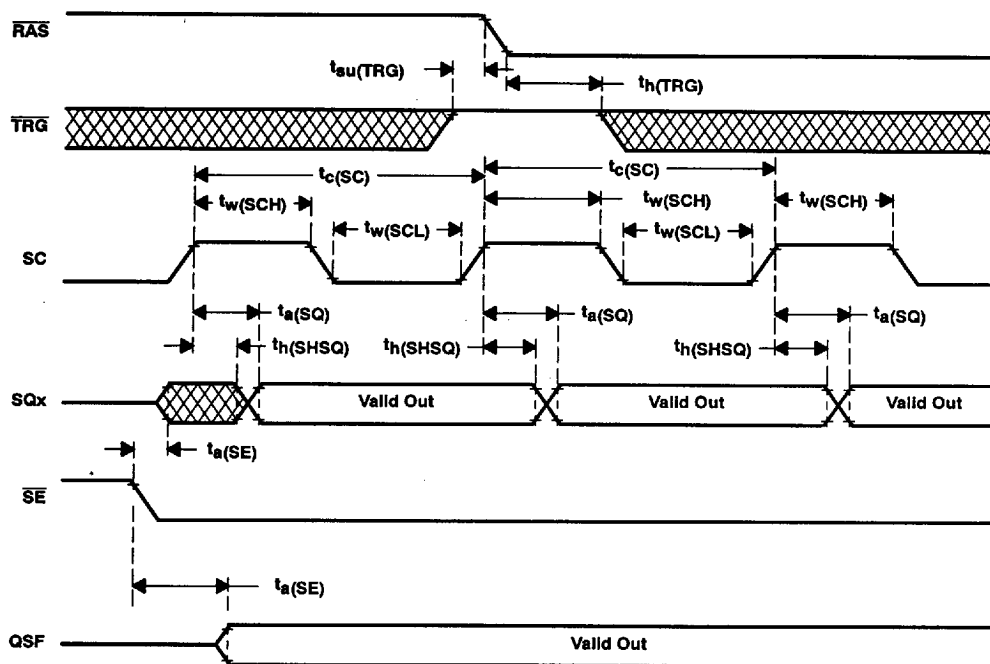 RAS
tsu(TRG)
th(TRG)
TRG
tc(SC)
tc(SC)
tw(SCH)
tw(SCH)
tw(SCH)
tw(SCL)
tw(SCL)
SC
ta(SQ)
ta(SQ)
ta(SQ)
th(SHSQ)
th(SHSQ)
th(SHSQ)
SQx
Valid Out
Valid Out
Valid Out
ta(SE)
SE
ta(SE)
QSF
Valid Out